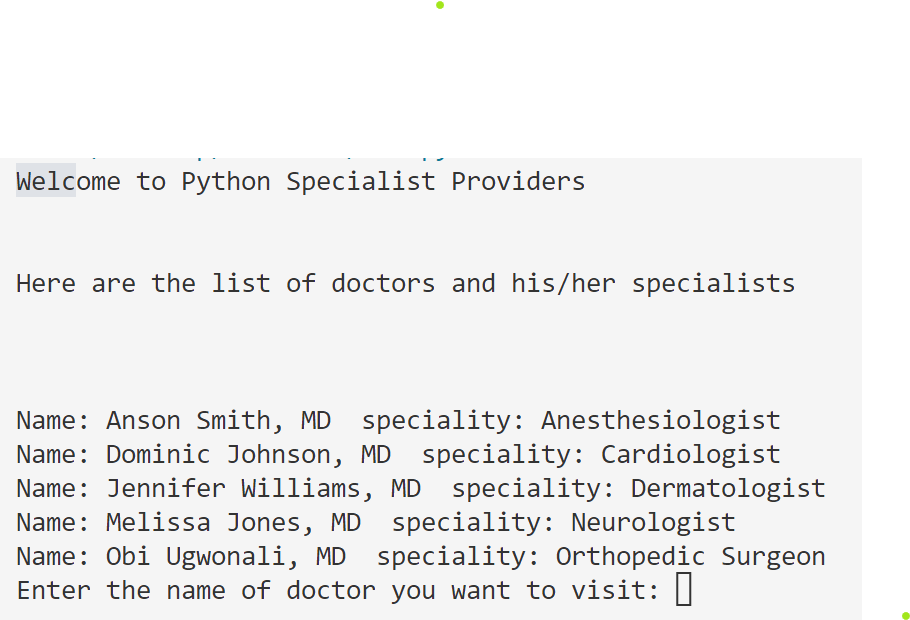 Welcome to Python Specialist Providers
Here are the list of doctors and his/her specialists
Name: Anson Smith, MD  speciality: Anesthesiologist
Name: Dominic Johnson, MD  speciality: Cardiologist
Name: Jennifer Williams, MD  speciality: Dermatologist
Name: Melissa Jones, MD  speciality: Neurologist
Name: Obi Ugwonali, MD  speciality: Orthopedic Surgeon
Enter the name of doctor you want to visit: